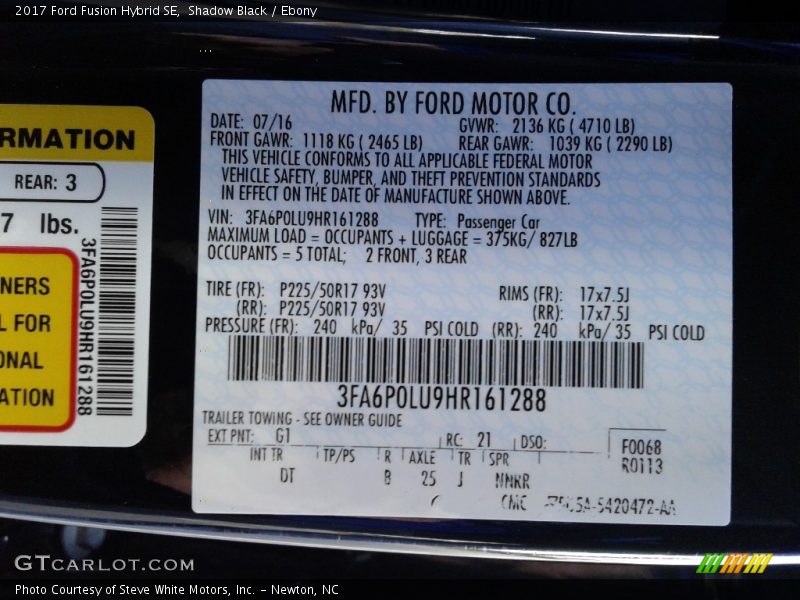 2017 Ford Fusion Hybrid SE, Shadow Black / Ebony
RMATION
REAR: 3
7 lbs.
NERS
L FOR
ONAL
ATION
3FA6P0LU9HR161288
MFD. BY FORD MOTOR CO.
DATE: 07/16 GVWR: 2136 KG ( 4710 LB)
FRONT GAWR: 1118 KG ( 2465 LB) REAR GAWR: 1039 KG ( 2290 LB)
THIS VEHICLE CONFORMS TO ALL APPLICABLE FEDERAL MOTOR
VEHICLE SAFETY, BUMPER, AND THEFT PREVENTION STANDARDS
IN EFFECT ON THE DATE OF MANUFACTURE SHOWN ABOVE.
VIN: 3FA6P0LU9HR161288 TYPE: Passenger Car
MAXIMUM LOAD = OCCUPANTS + LUGGAGE = 375KG/ 827LB
OCCUPANTS = 5 TOTAL; 2 FRONT, 3 REAR
TIRE (FR): P225/50R17 93V RIMS (FR): 17x7.5J
(RR): P225/50R17 93V (RR): 17x7.5J
PRESSURE (FR): 240 kPa/ 35 PSI COLD (RR): 240 kPa/ 35 PSI COLD
3FA6P0LU9HR161288
TRAILER TOWING - SEE OWNER GUIDE
EXT PNT: G1 RC: 21 DSO: F0068
INT TR TP/PS R AXLE TR SPR R0113
DT 8 25 J NNKR
CMC
GTCARLOT.COM
Photo Courtesy of Steve White Motors, Inc. – Newton, NC